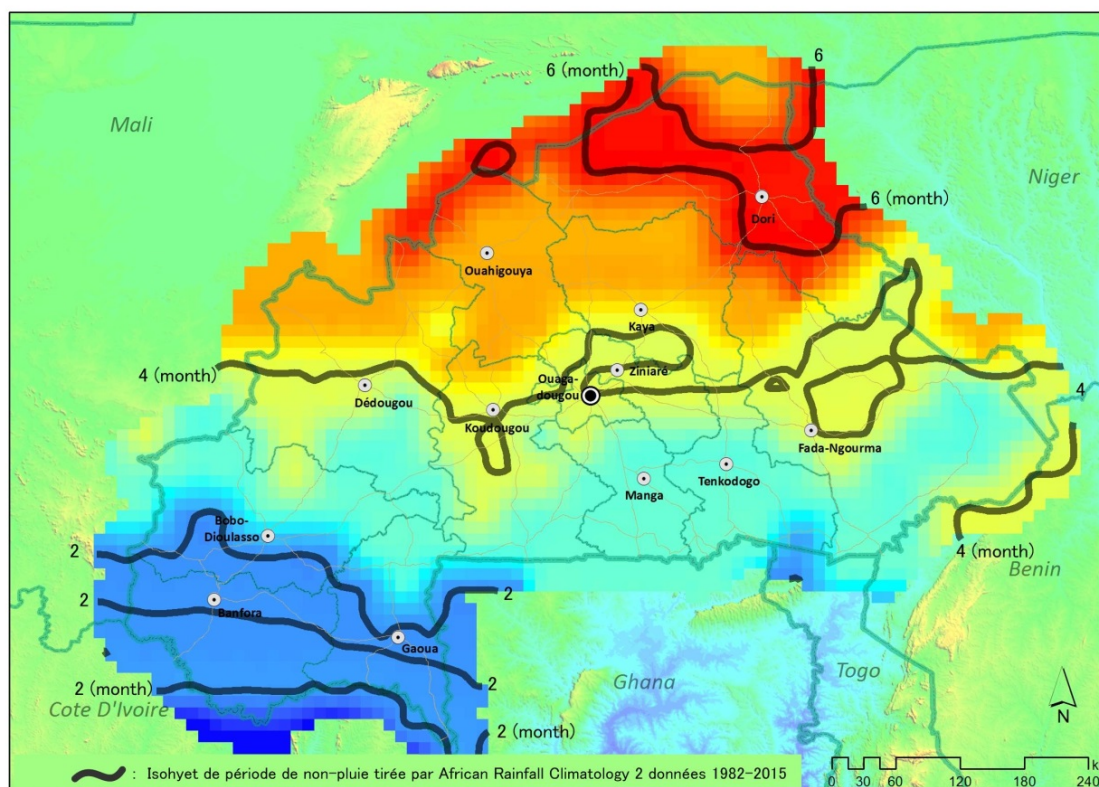 6 (month)
6
Mali
Niger
Dori
6 (month)
Ouahigouya
Kaya
4 (month)
Ouaga-
dougou
Ziniaré
Dédougou
4
Koudougou
Fada-Ngourma
Manga
Tenkodogo
Bobo-
Dioulasso
2
4 (month)
Benin
2
2
Banfora
Gaoua
2 (month)
2
Ghana
Togo
Cote D'Ivoire
2 (month)
N
: Isohyet de période de non-pluie tirée par African Rainfall Climatology 2 données 1982-2015
k
0 15 30 60 120 180 240